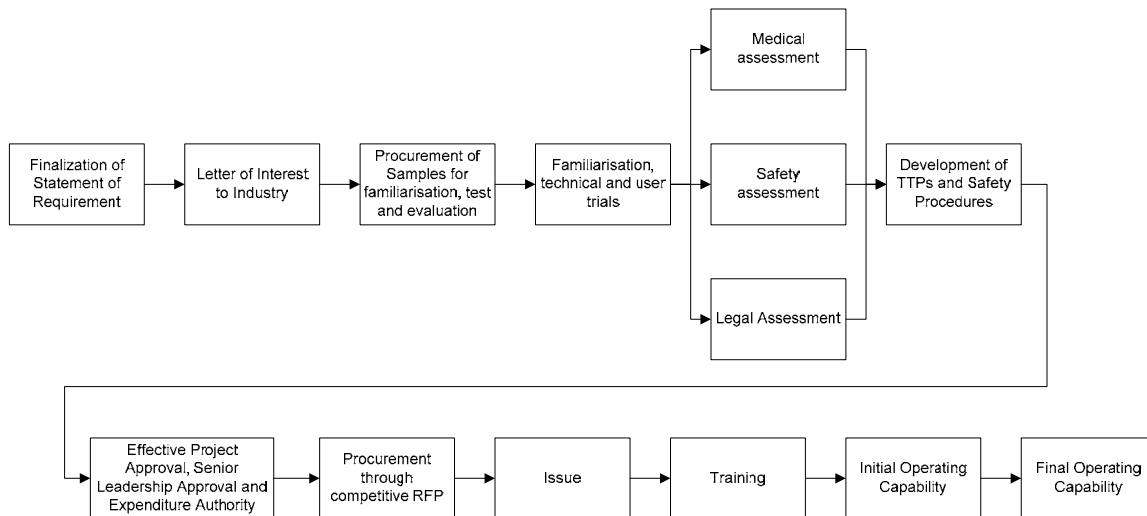 Finalization of
Statement of
Requirement
Letter of Interest
to Industry
Procurement of
Samples for
familiarisation, test
and evaluation
Familiarisation,
technical and user
trials
Medical
assessment
Safety
assessment
Legal Assessment
Development of
TTPs and Safety
Procedures
Effective Project
Approval, Senior
Leadership Approval and
Expenditure Authority
Procurement
through
competitive RFP
Issue
Training
Initial Operating
Capability
Final Operating
Capability